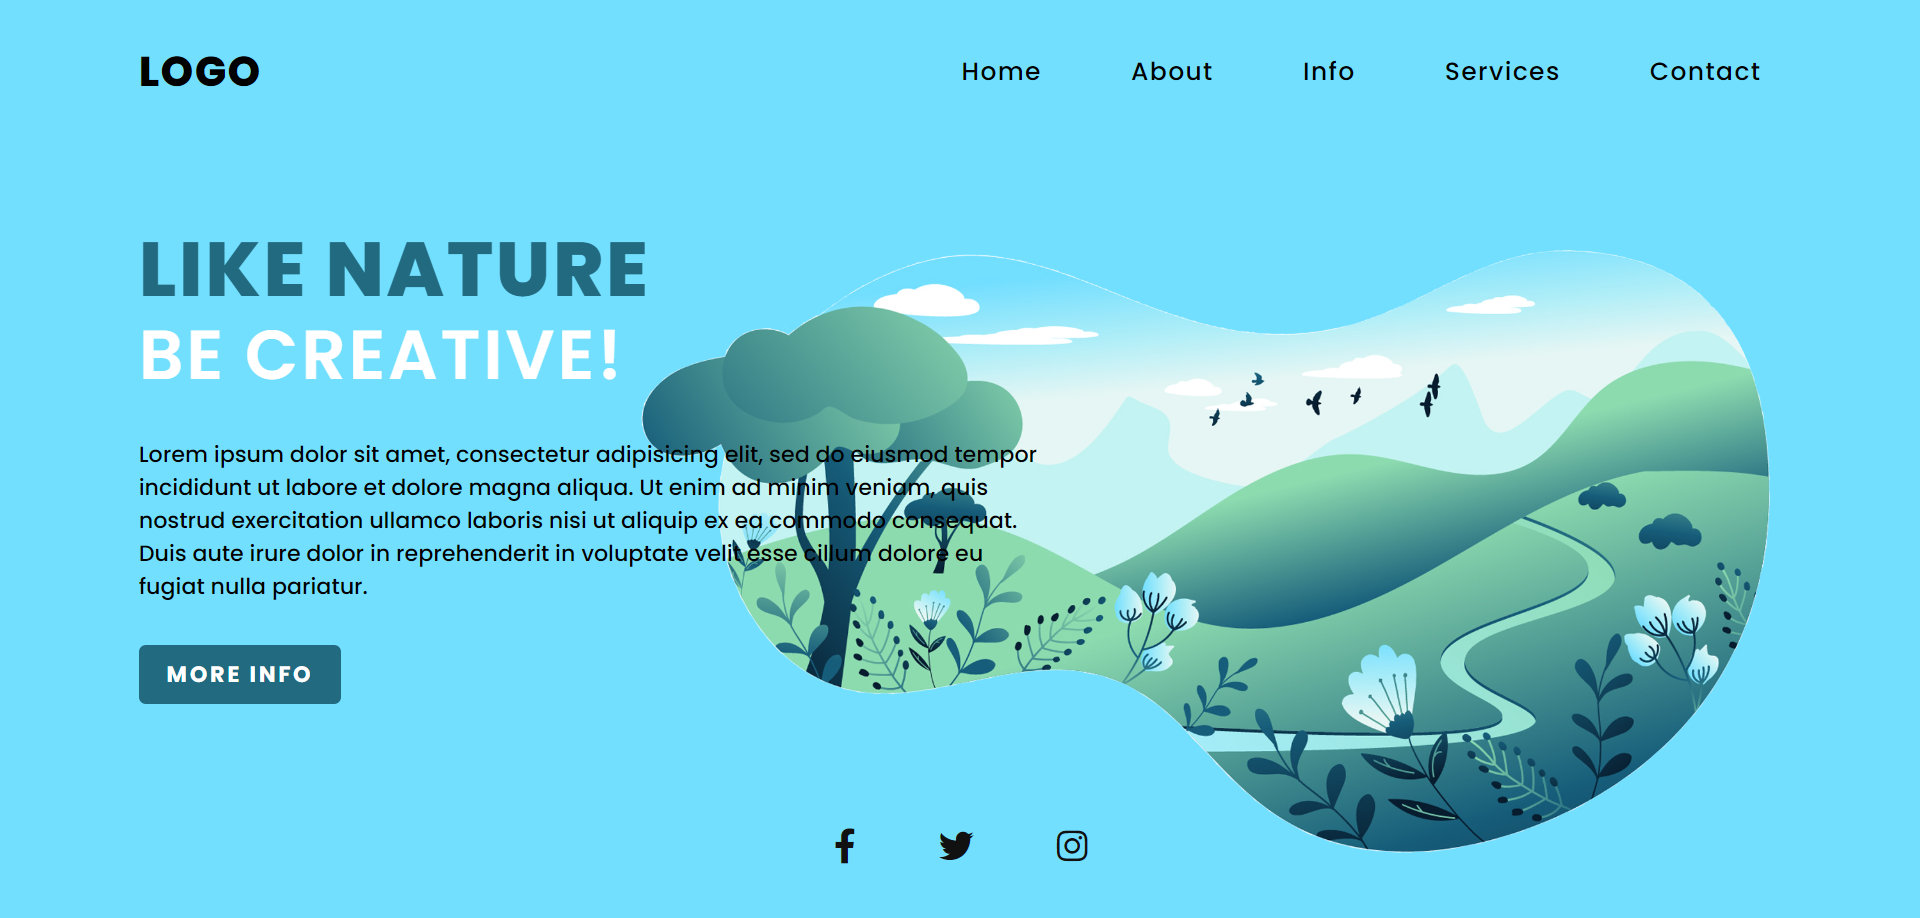 LOGO
Home About Info Services Contact
LIKE NATURE
BE CREATIVE!
Lorem ipsum dolor sit amet, consectetur adipisicing elit, sed do eiusmod tempor
incididunt ut labore et dolore magna aliqua. Ut enim ad minim veniam, quis
nostrud exercitation ullamco laboris nisi ut aliquip ex ea commodo consequat.
Duis aute irure dolor in reprehenderit in voluptate velit esse cillum dolore eu
fugiat nulla pariatur.
MORE INFO